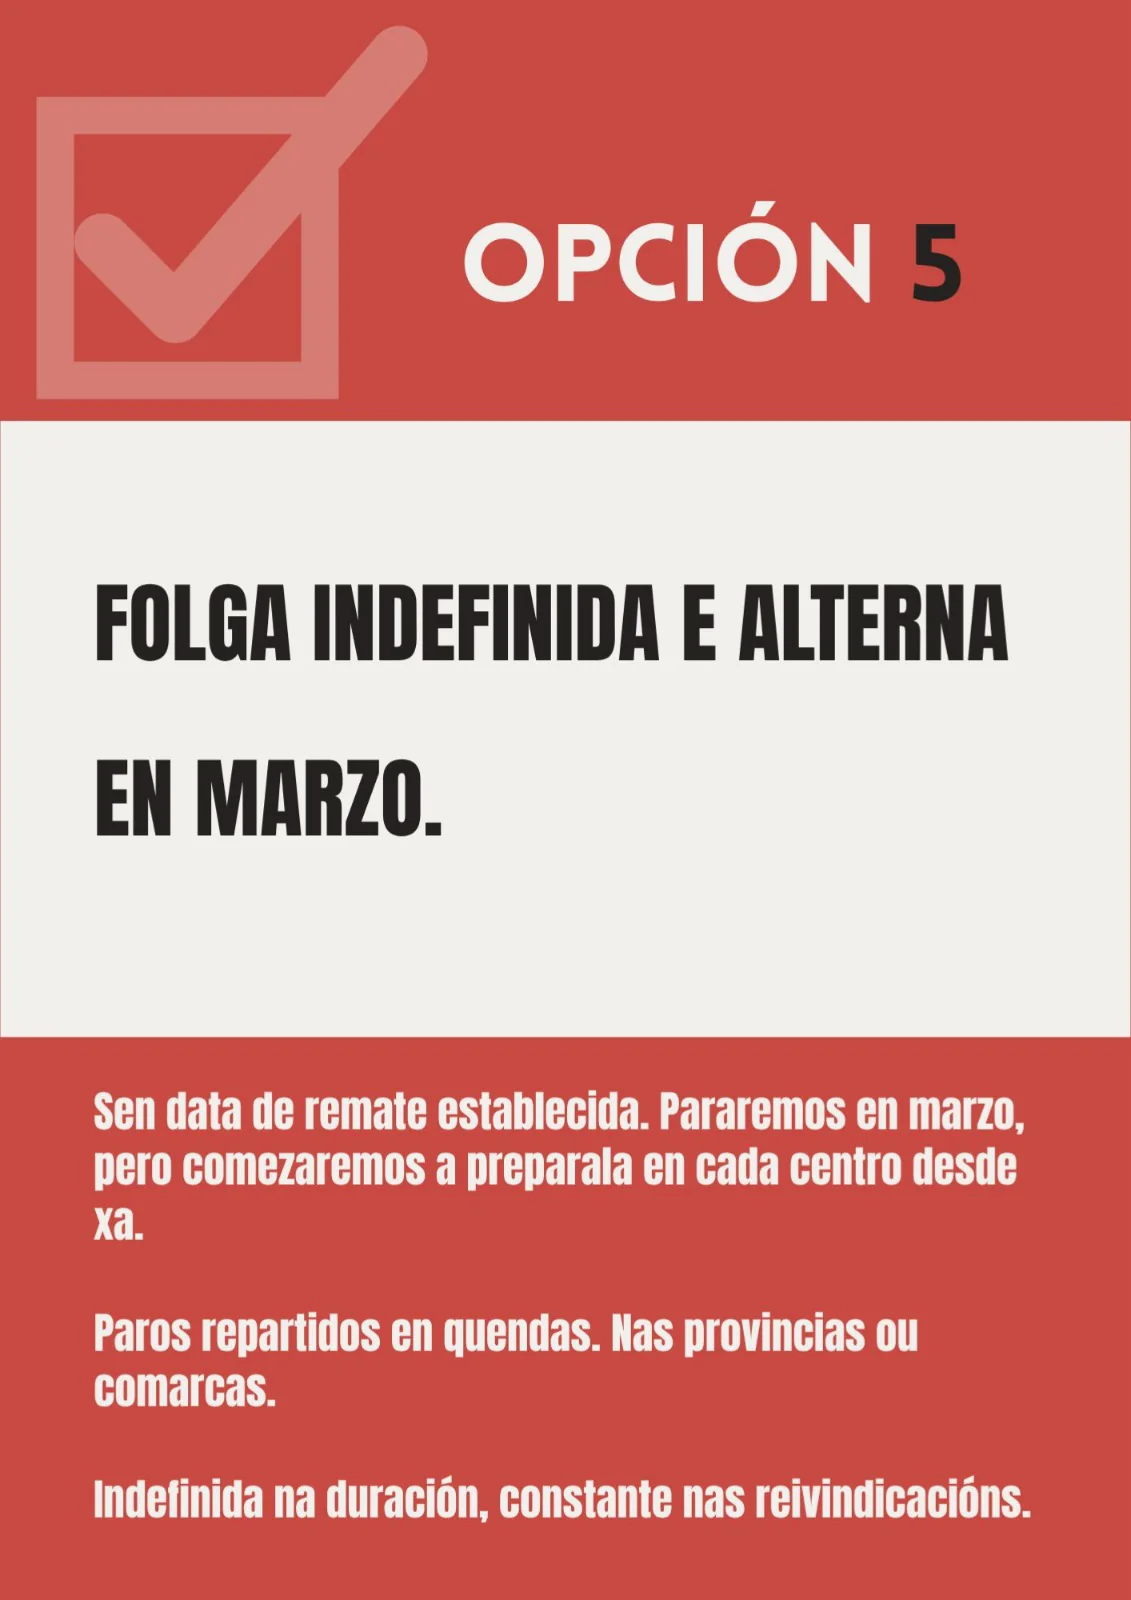 OPCIÓN 5
FOLGA INDEFINIDA E ALTERNA
EN MARZO.
Sen data de remate establecida. Pararemos en marzo,
pero comezaremos a preparala en cada centro desde
xa.
Paros repartidos en quendas. Nas provincias ou
comarcas.
Indefinida na duración, constante nas reivindicacións.